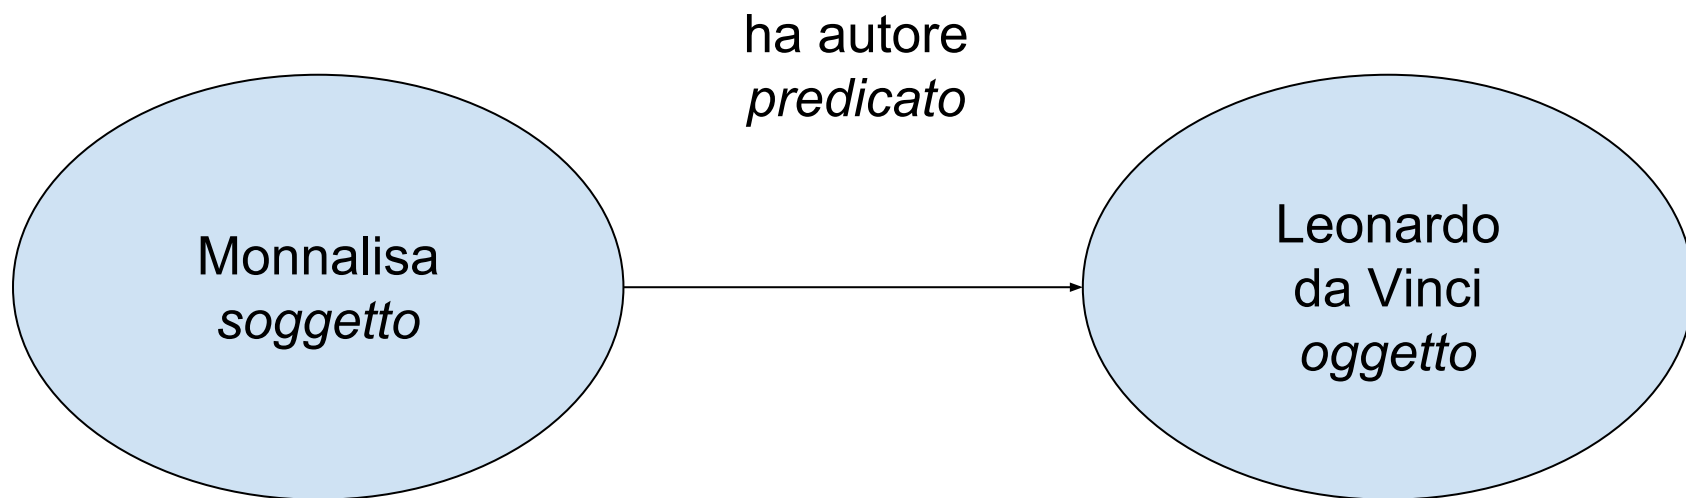 ha autore
predicato
Monnalisa
soggetto
Leonardo
da Vinci
oggetto